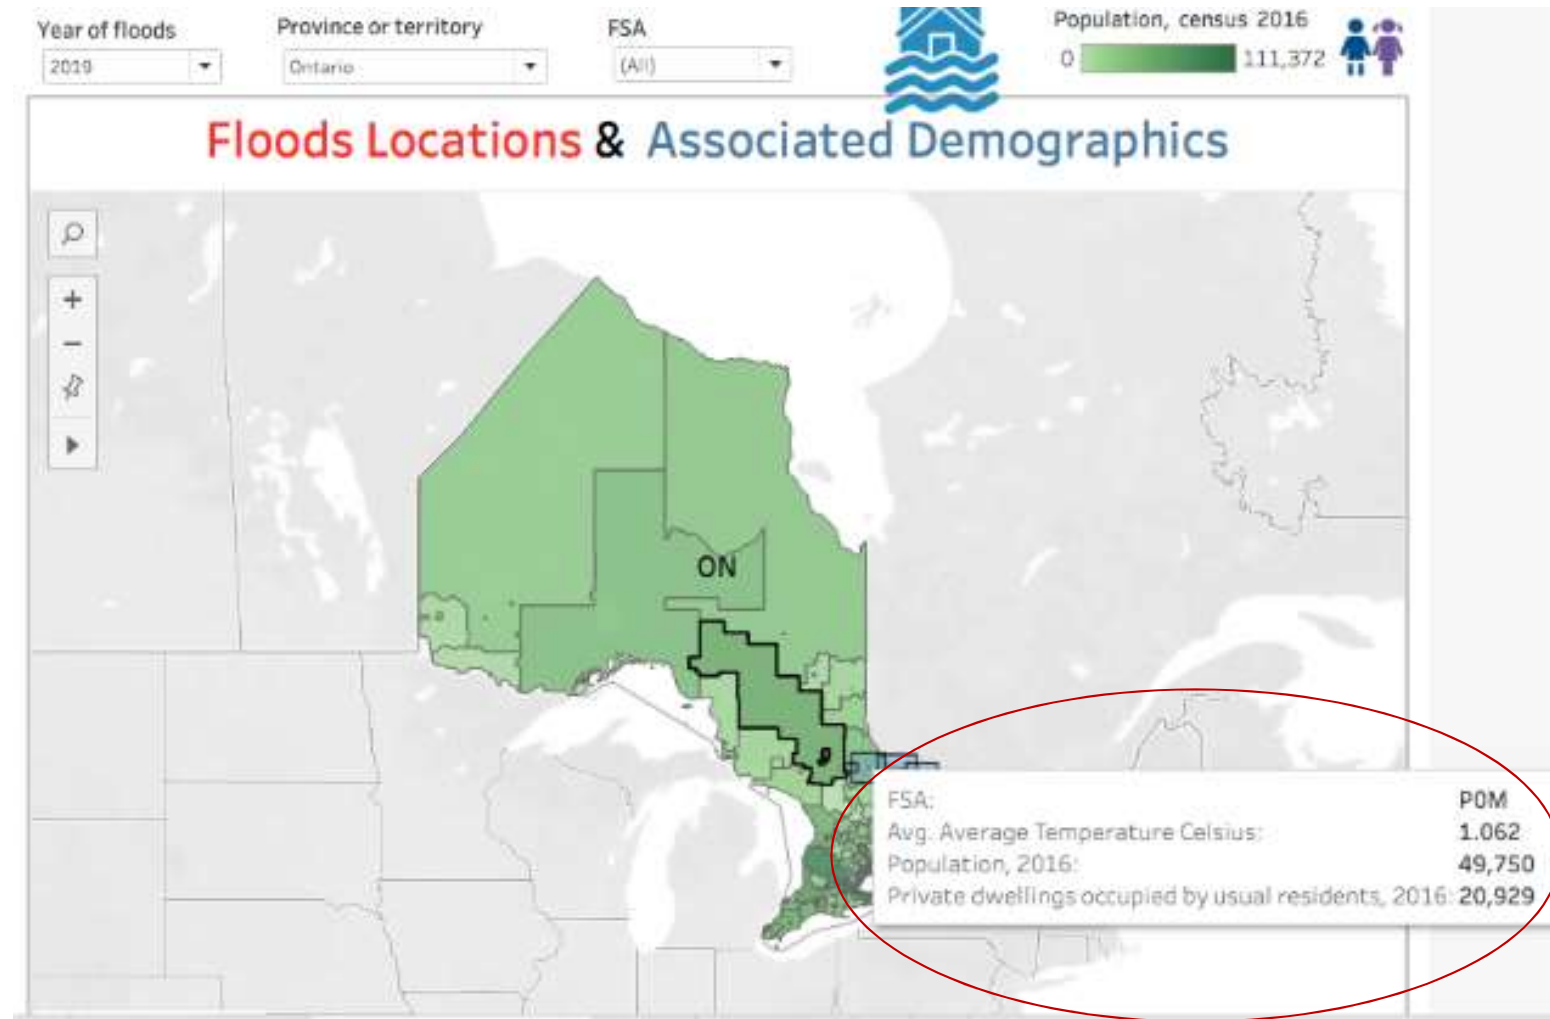 Year of floods
Province or territory
FSA
Population, census 2016
2019
Ontario
(All)
0
111,372
Floods Locations & Associated Demographics
ON
FSA: P0M
Avg. Average Temperature Celsius: 1.062
Population, 2016: 49,750
Private dwellings occupied by usual residents, 2016: 20,929